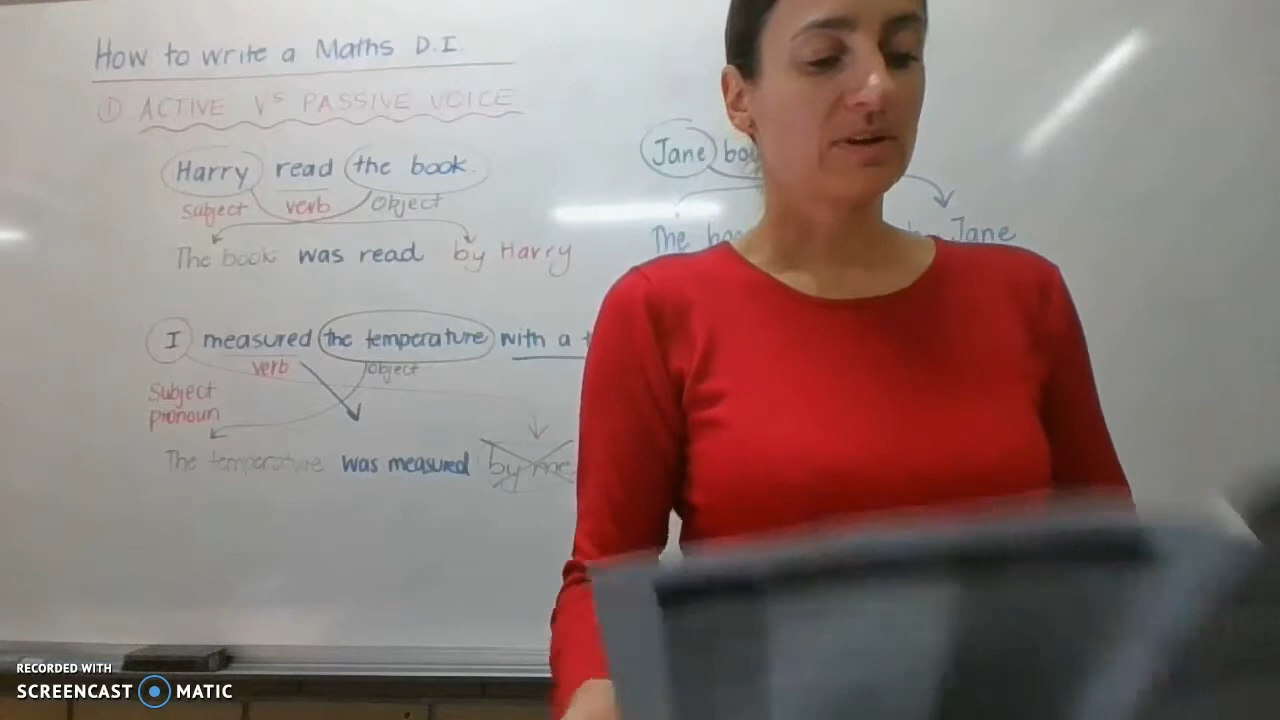 How to write a Maths D.I.
① ACTIVE Vs PASSIVE VOICE
Harry read the book.
Subject verb Object
The book was read by Harry
Jane
The by Jane
I measured the temperature with a
verb object
Subject
pronoun
The temperature was measured by me
RECORDED WITH
SCREENCAST MATIC